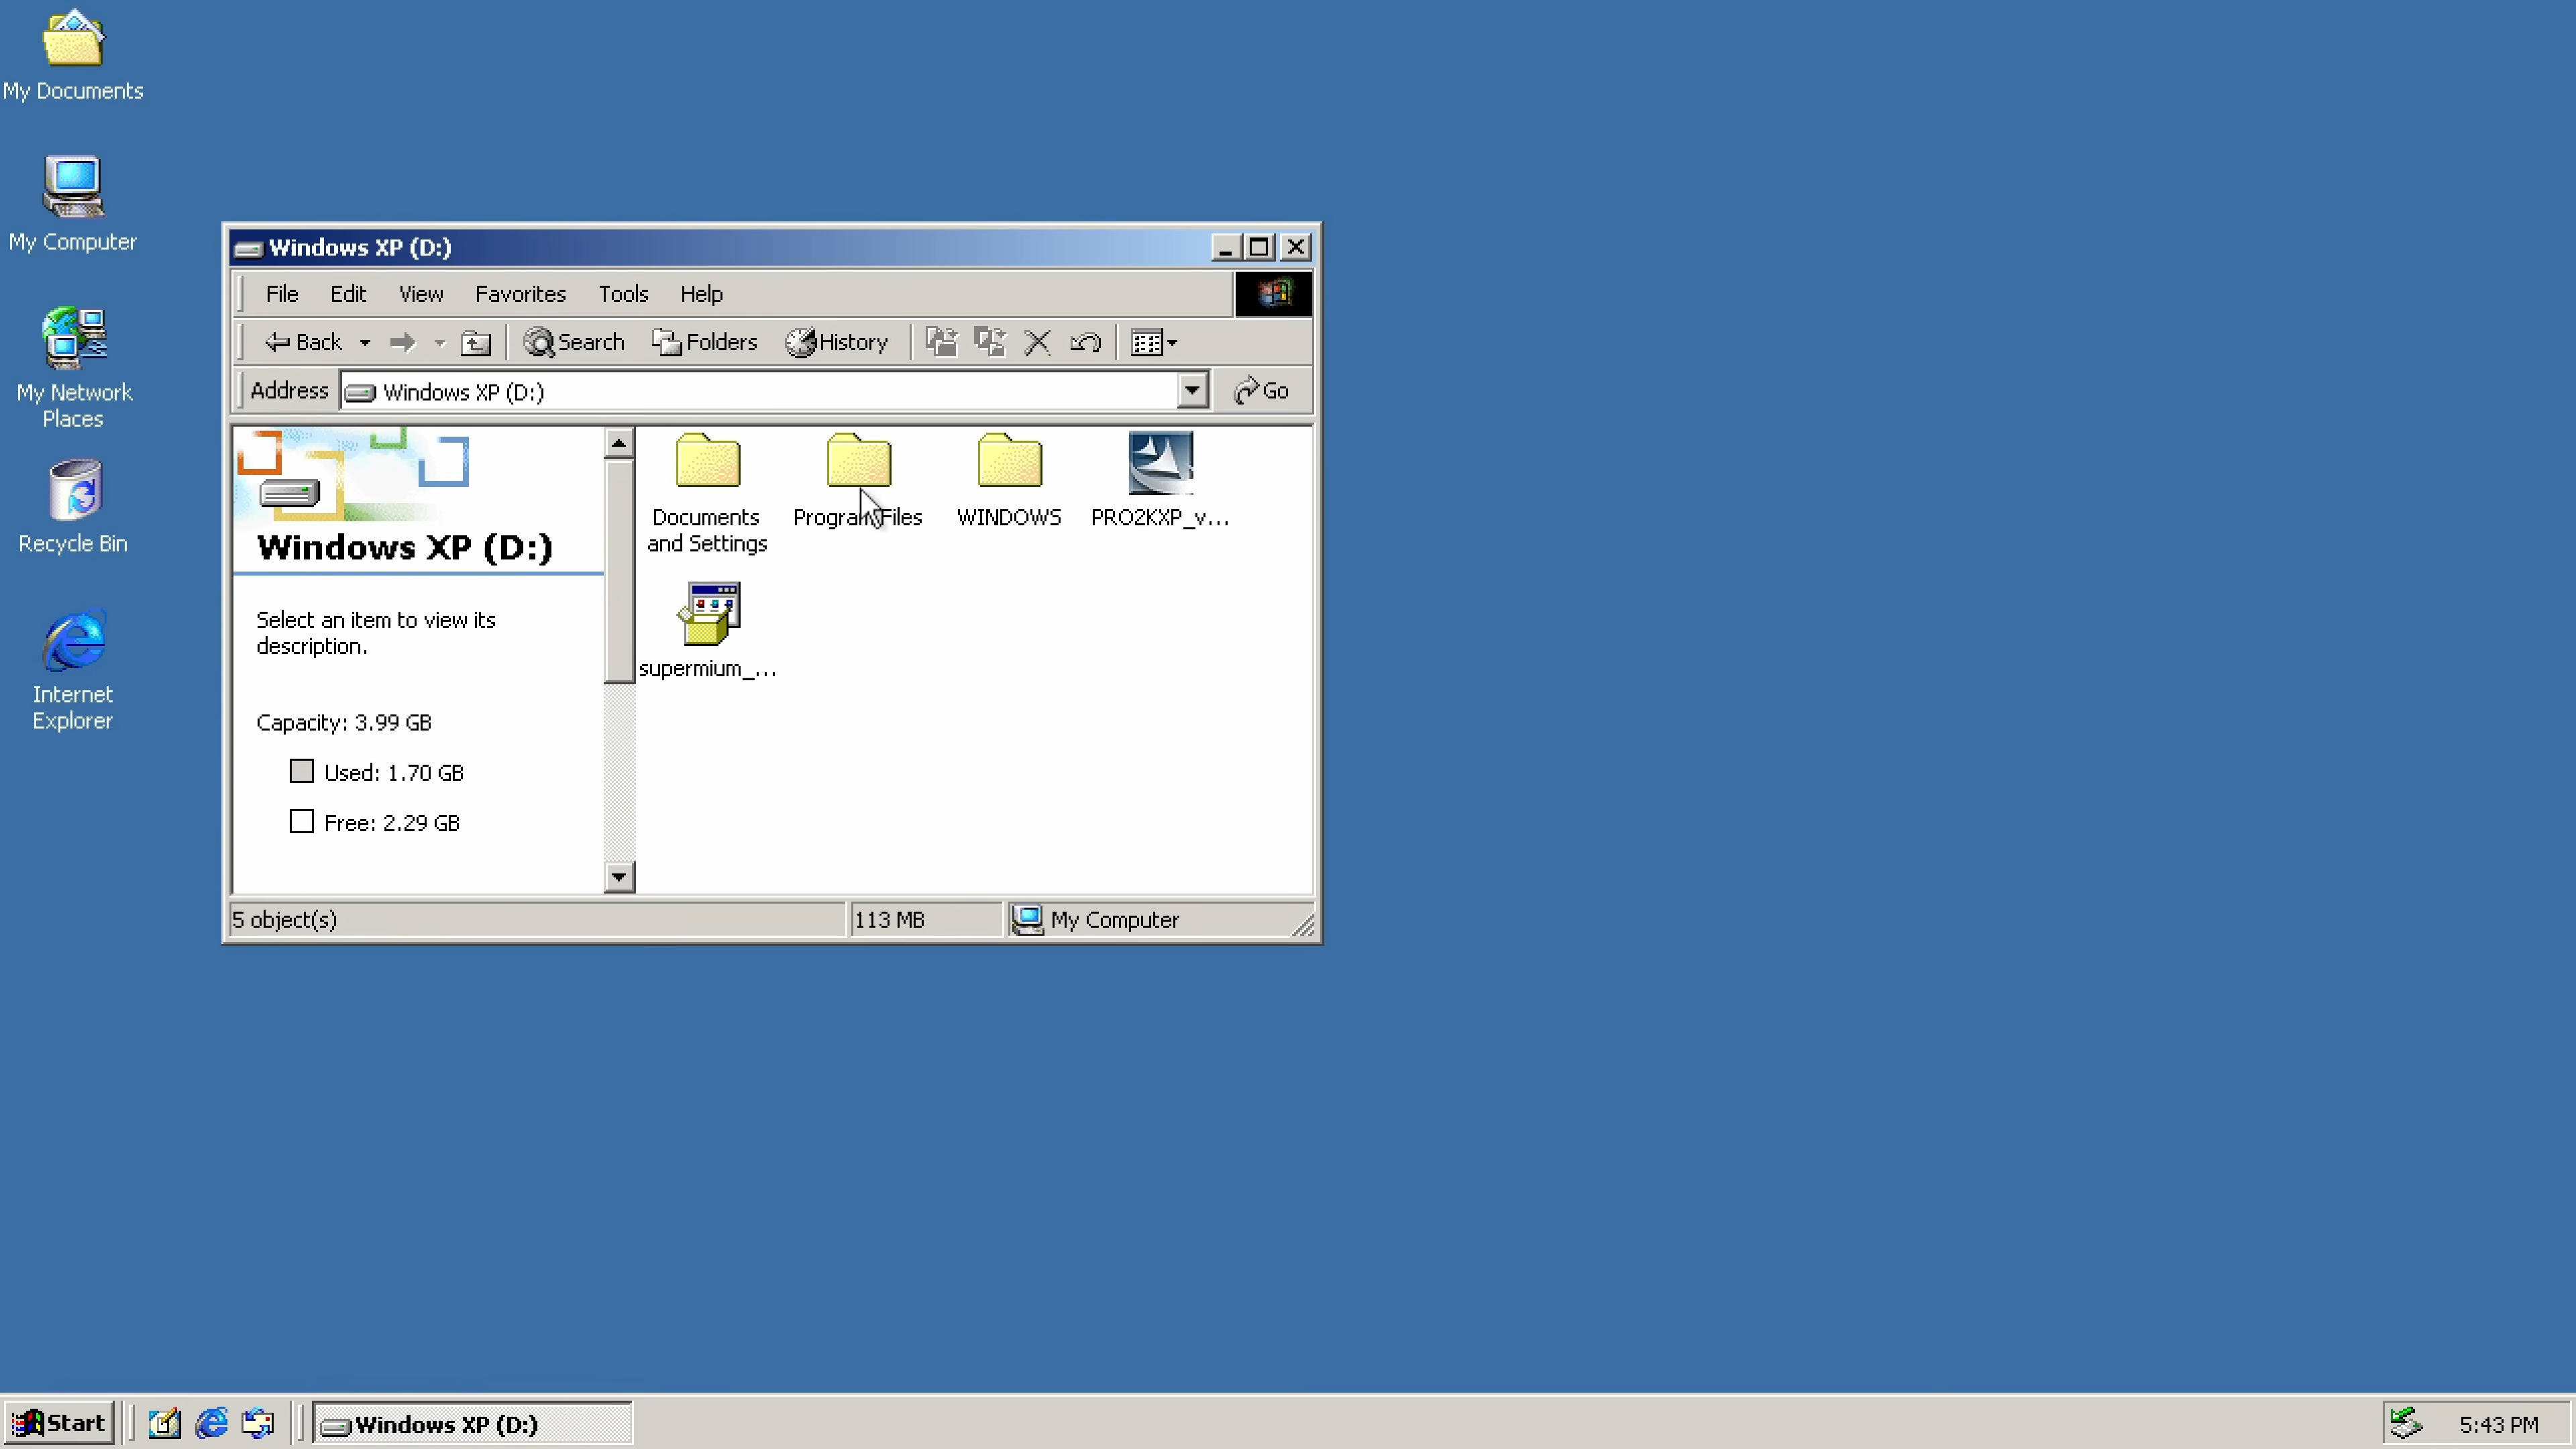 My Documents
My Computer
My Network
Places
Recycle Bin
Internet
Explorer
Windows XP (D:)
File Edit View Favorites Tools Help
Back Search Folders History
Address Windows XP (D:) Go
Windows XP (D:)
Select an item to view its
description.
Capacity: 3.99 GB
Used: 1.70 GB
Free: 2.29 GB
Documents
and Settings
Program Files
WINDOWS
PRO2KXP_v...
supermium_...
5 object(s) 113 MB My Computer
Start Windows XP (D:) 5:43 PM